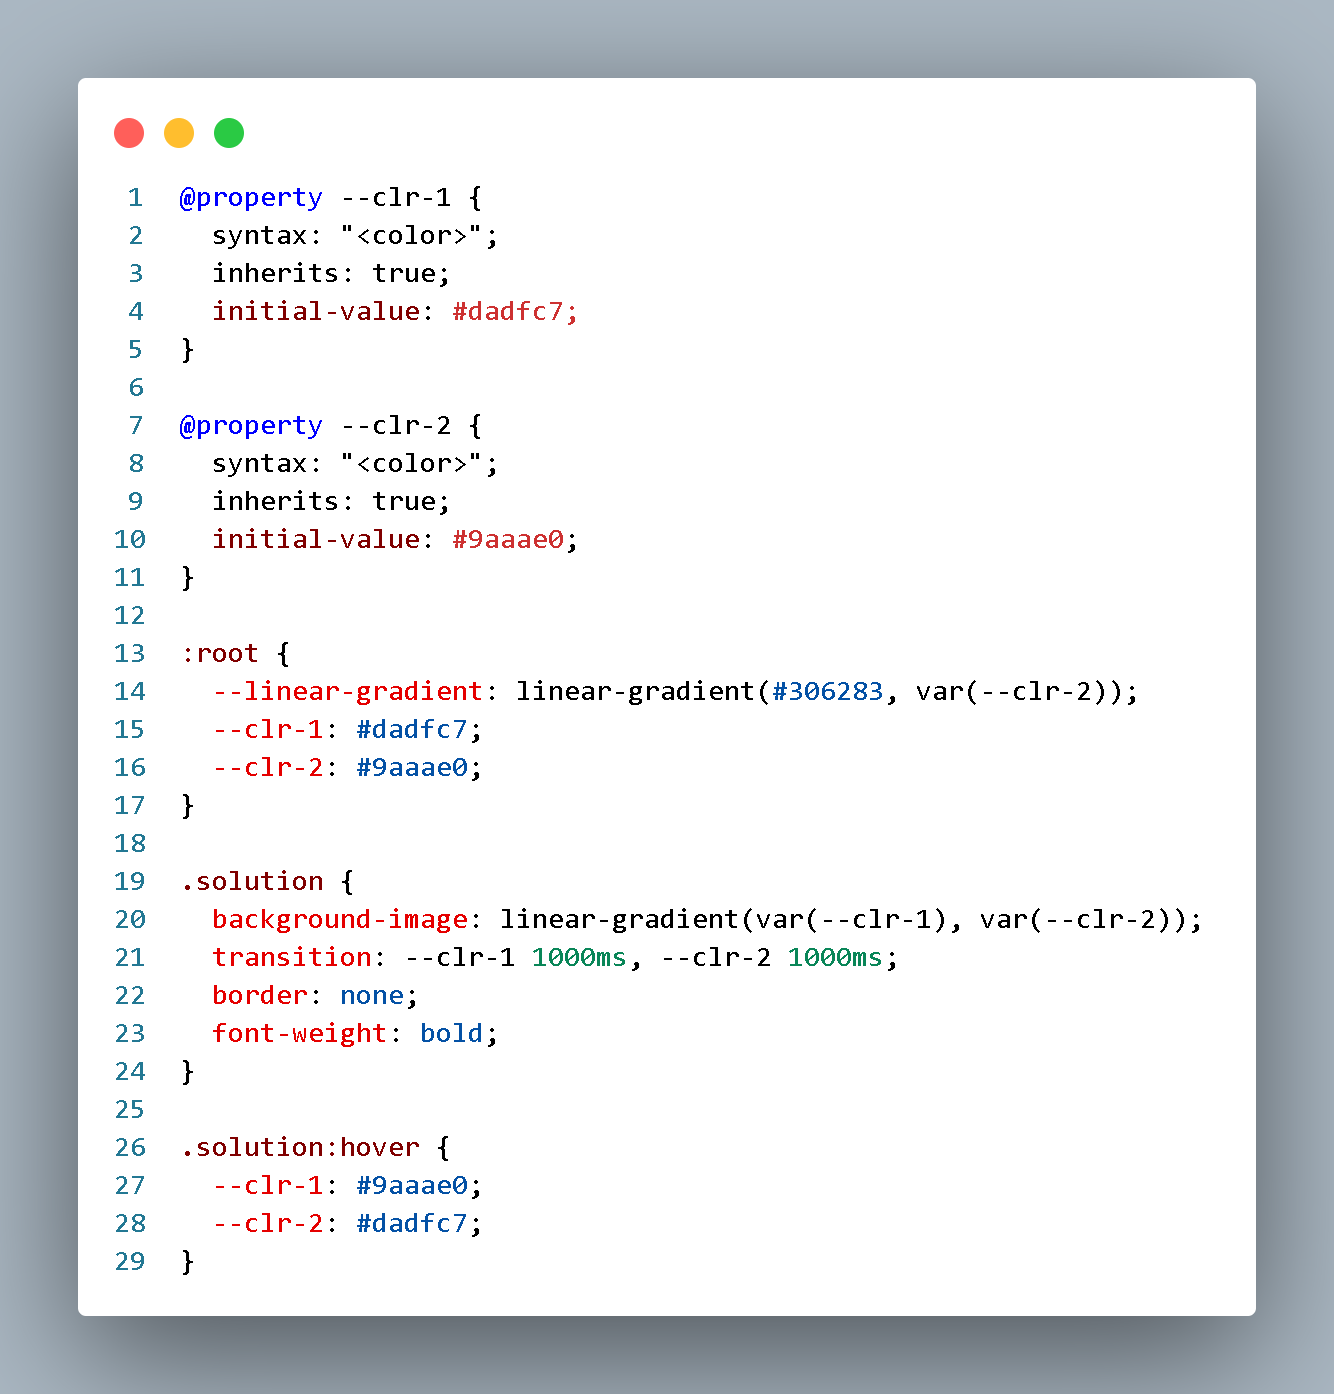 1 @property --clr-1 {
2   syntax: "<color>";
3   inherits: true;
4   initial-value: #dadfc7;
5 }
6
7 @property --clr-2 {
8   syntax: "<color>";
9   inherits: true;
10   initial-value: #9aaae0;
11 }
12
13 :root {
14   --linear-gradient: linear-gradient(#306283, var(--clr-2));
15   --clr-1: #dadfc7;
16   --clr-2: #9aaae0;
17 }
18
19 .solution {
20   background-image: linear-gradient(var(--clr-1), var(--clr-2));
21   transition: --clr-1 1000ms, --clr-2 1000ms;
22   border: none;
23   font-weight: bold;
24 }
25
26 .solution:hover {
27   --clr-1: #9aaae0;
28   --clr-2: #dadfc7;
29 }